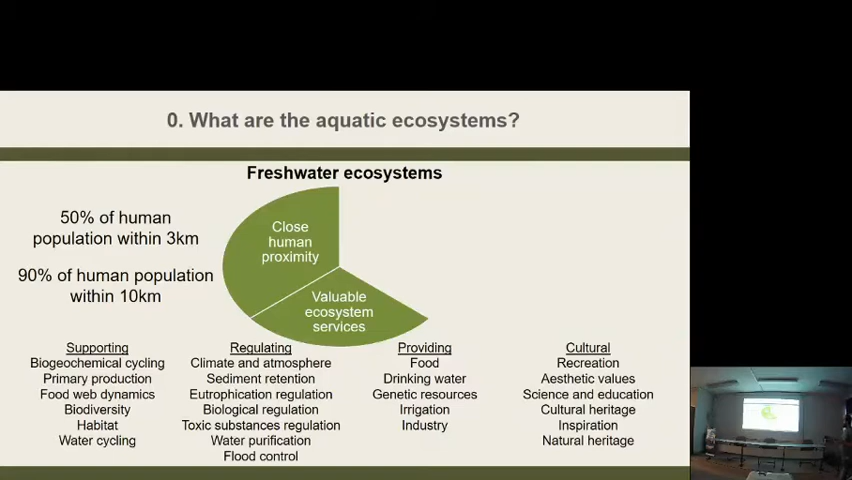 0. What are the aquatic ecosystems?
Freshwater ecosystems
50% of human
population within 3km
90% of human population
within 10km
Close
human
proximity
Valuable
ecosystem
services
Supporting
Biogeochemical cycling
Primary production
Food web dynamics
Biodiversity
Habitat
Water cycling
Regulating
Climate and atmosphere
Sediment retention
Eutrophication regulation
Biological regulation
Toxic substances regulation
Water purification
Flood control
Providing
Food
Drinking water
Genetic resources
Irrigation
Industry
Cultural
Recreation
Aesthetic values
Science and education
Cultural heritage
Inspiration
Natural heritage